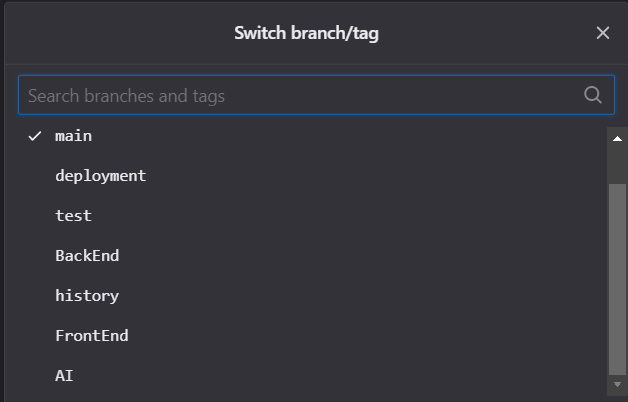 Switch branch/tag
Search branches and tags
main
deployment
test
BackEnd
history
FrontEnd
AI